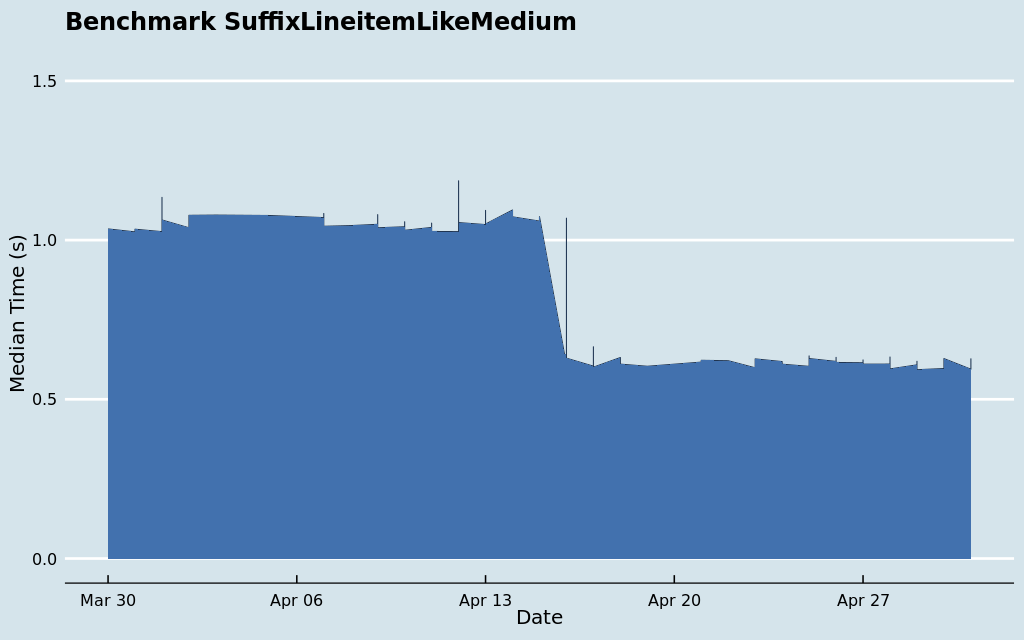 Benchmark SuffixLineitemLikeMedium
1.5
1.0
0.5
0.0
Median Time (s)
Mar 30 Apr 06 Apr 13 Apr 20 Apr 27
Date